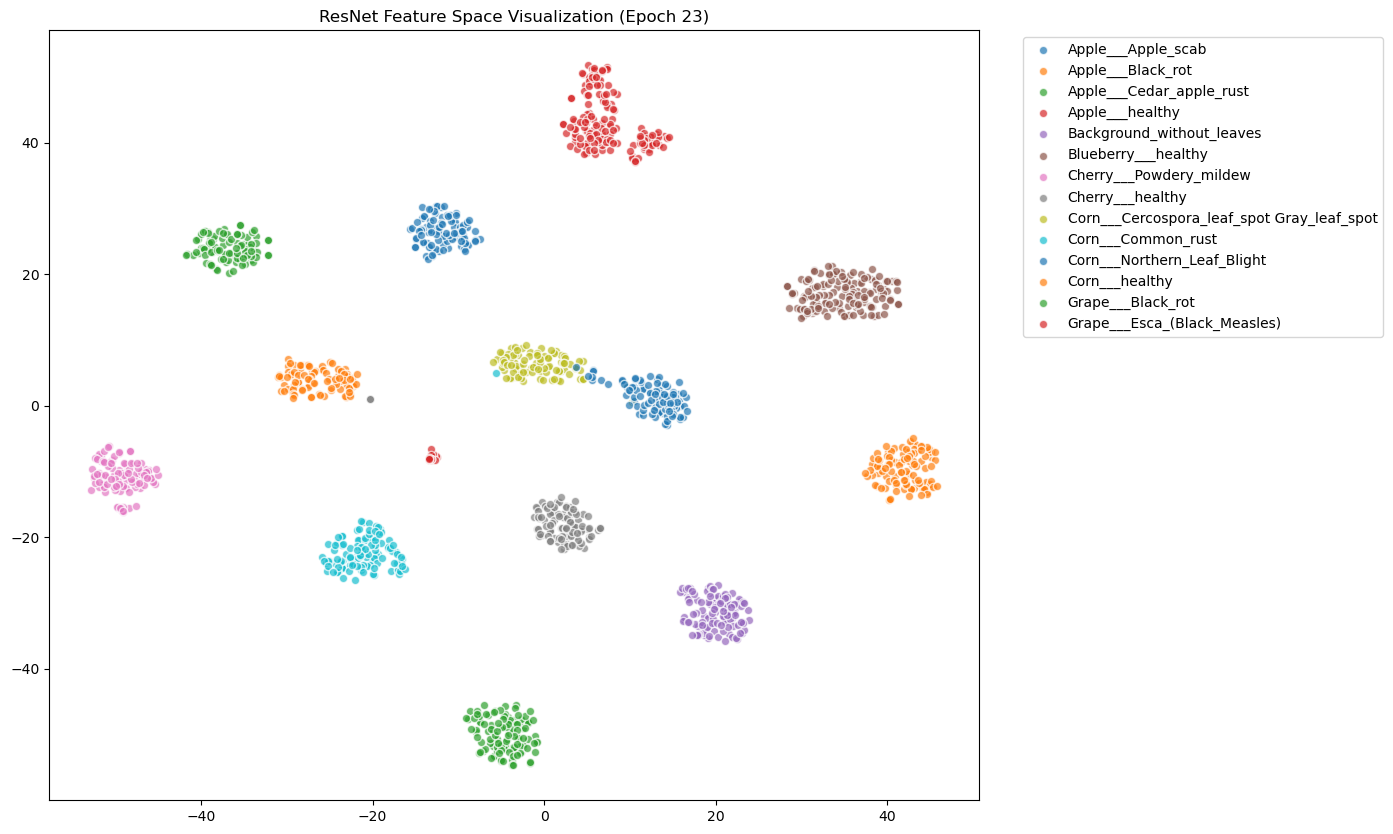 ResNet Feature Space Visualization (Epoch 23)
Apple___Apple_scab
Apple___Black_rot
Apple___Cedar_apple_rust
Apple___healthy
Background_without_leaves
Blueberry___healthy
Cherry___Powdery_mildew
Cherry___healthy
Corn___Cercospora_leaf_spot Gray_leaf_spot
Corn___Common_rust
Corn___Northern_Leaf_Blight
Corn___healthy
Grape___Black_rot
Grape___Esca_(Black_Measles)
40
20
0
−20
−40
−40
−20
0
20
40